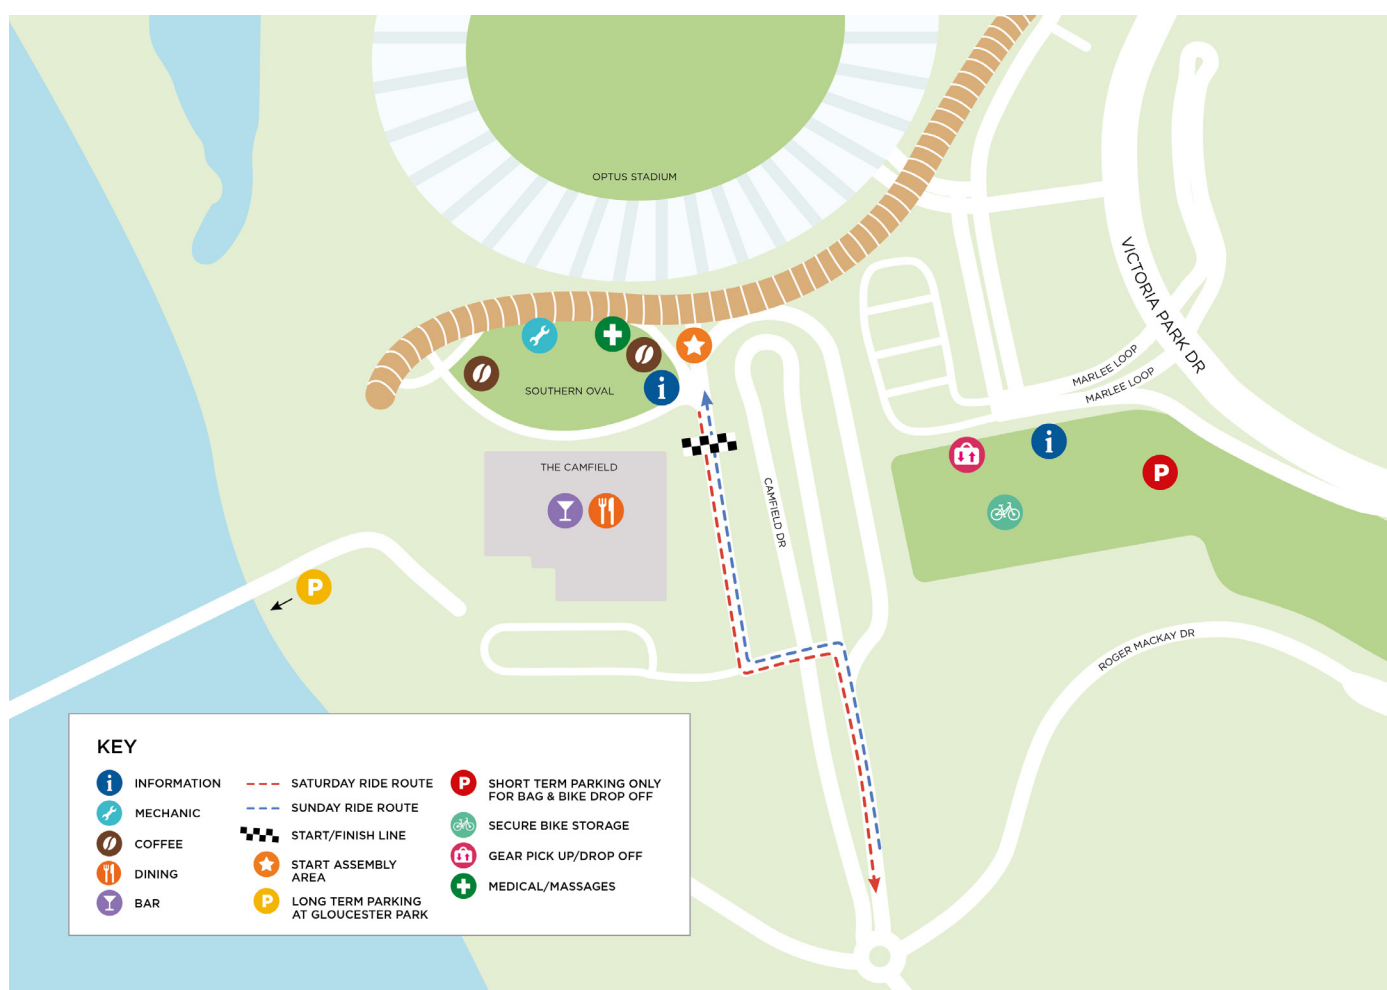 OPTUS STADIUM
VICTORIA PARK DR
MARLEE LOOP
MARLEE LOOP
SOUTHERN OVAL
i
i
P
THE CAMFIELD
CAMFIELD DR
P
ROGER MACKAY DR
KEY
i INFORMATION
MECHANIC
COFFEE
DINING
BAR
SATURDAY RIDE ROUTE
SUNDAY RIDE ROUTE
START/FINISH LINE
START ASSEMBLY
AREA
P LONG TERM PARKING
AT GLOUCESTER PARK
P SHORT TERM PARKING ONLY
FOR BAG & BIKE DROP OFF
SECURE BIKE STORAGE
GEAR PICK UP/DROP OFF
MEDICAL/MASSAGES